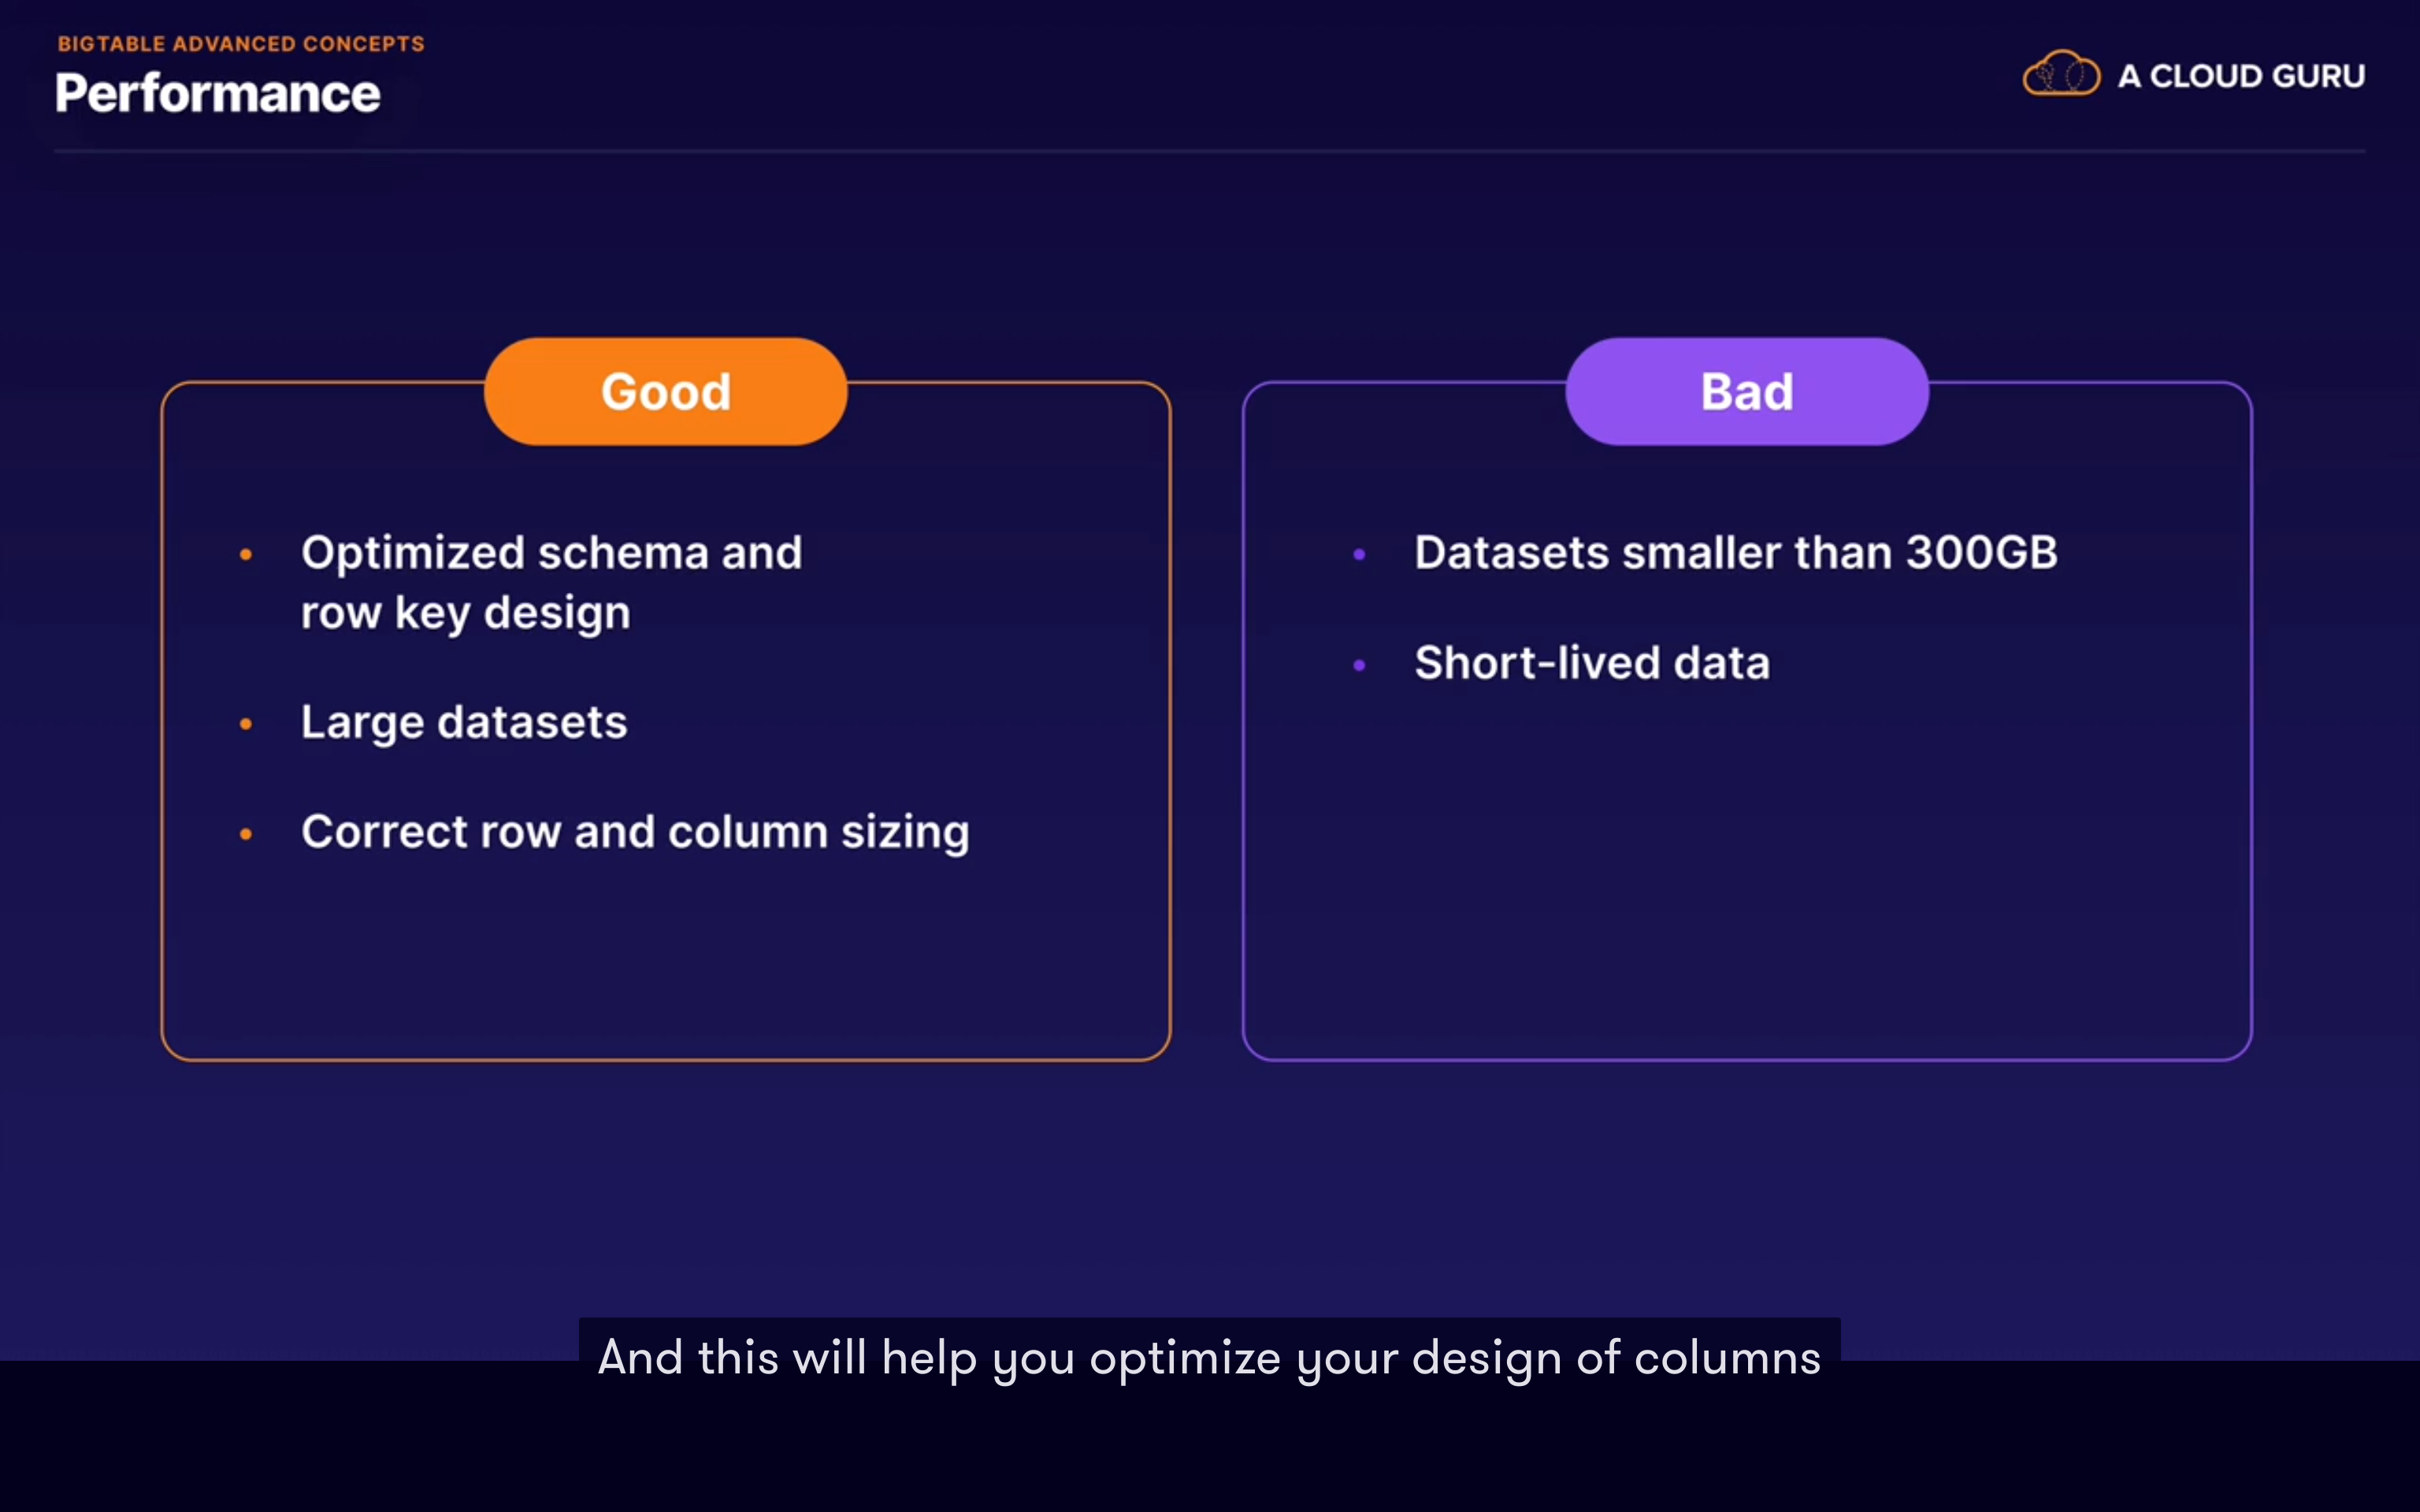 BIGTABLE ADVANCED CONCEPTS
Performance
A CLOUD GURU
Good
• Optimized schema and
row key design
• Large datasets
• Correct row and column sizing
Bad
• Datasets smaller than 300GB
• Short-lived data
And this will help you optimize your design of columns